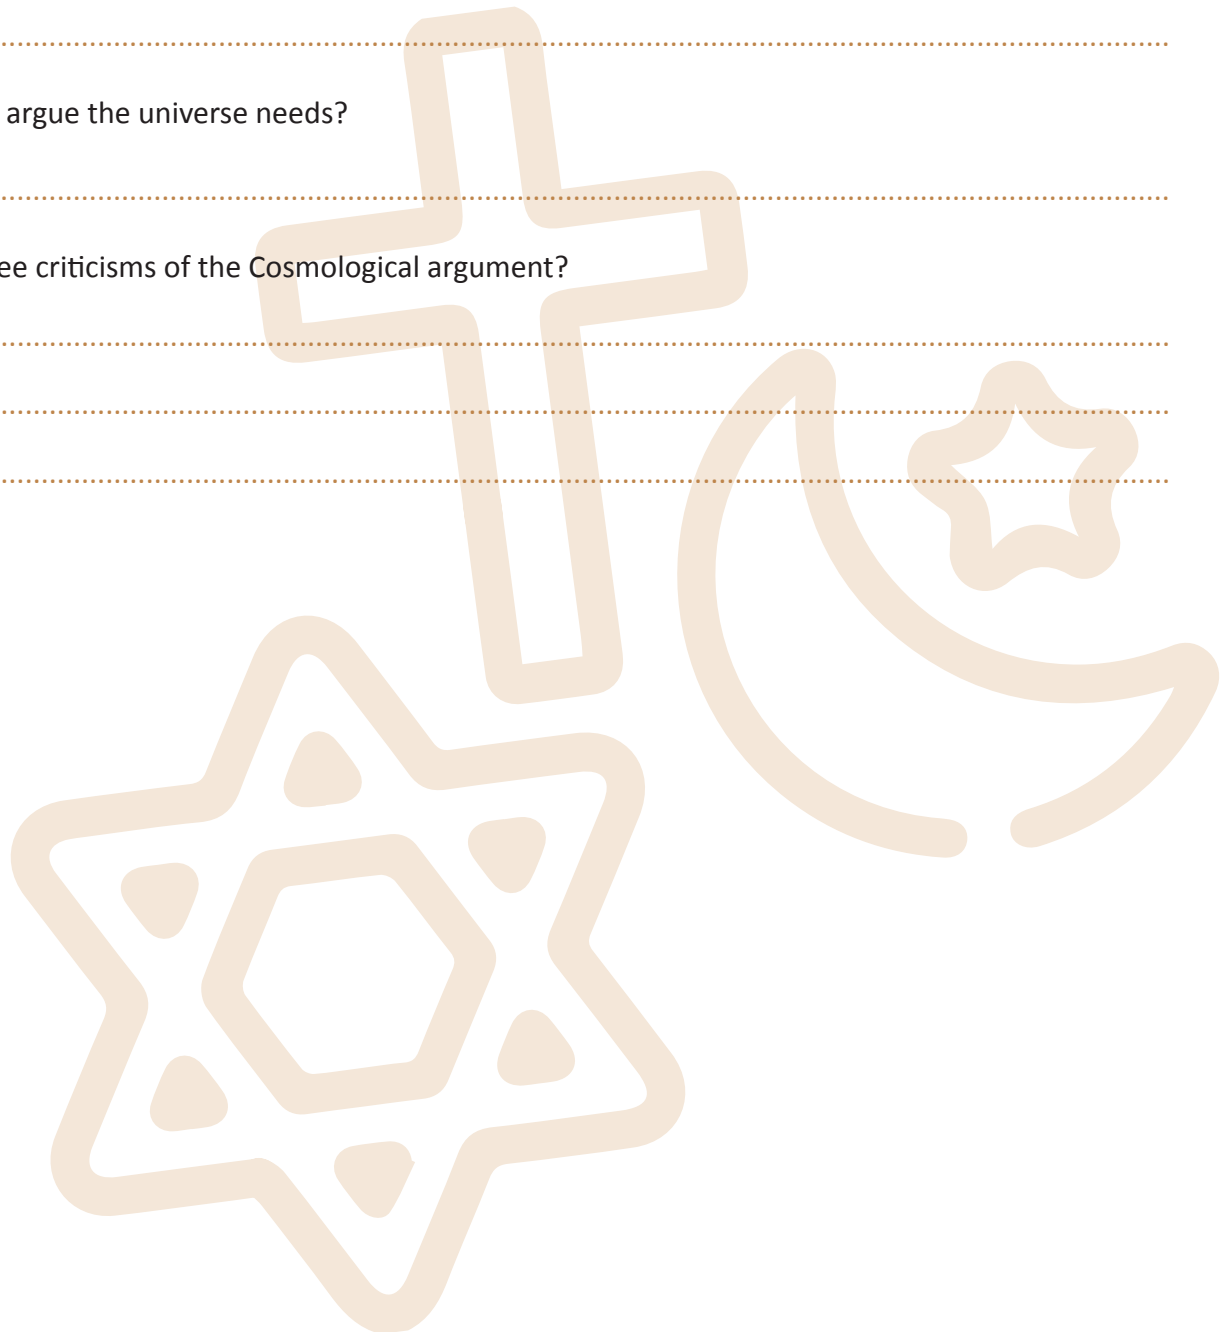 argue the universe needs?
ee criticisms of the Cosmological argument?